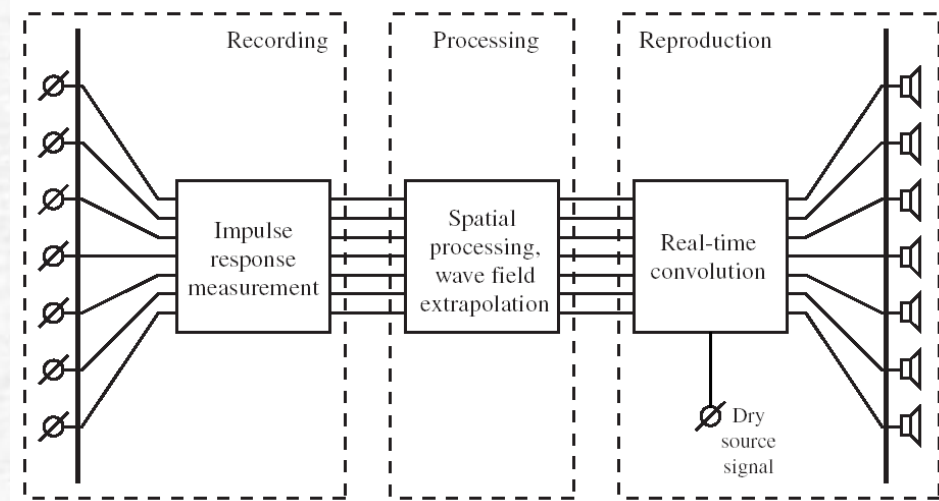 Recording
Processing
Reproduction
Impulse
response
measurement
Spatial
processing,
wave field
extrapolation
Real-time
convolution
Dry
source
signal